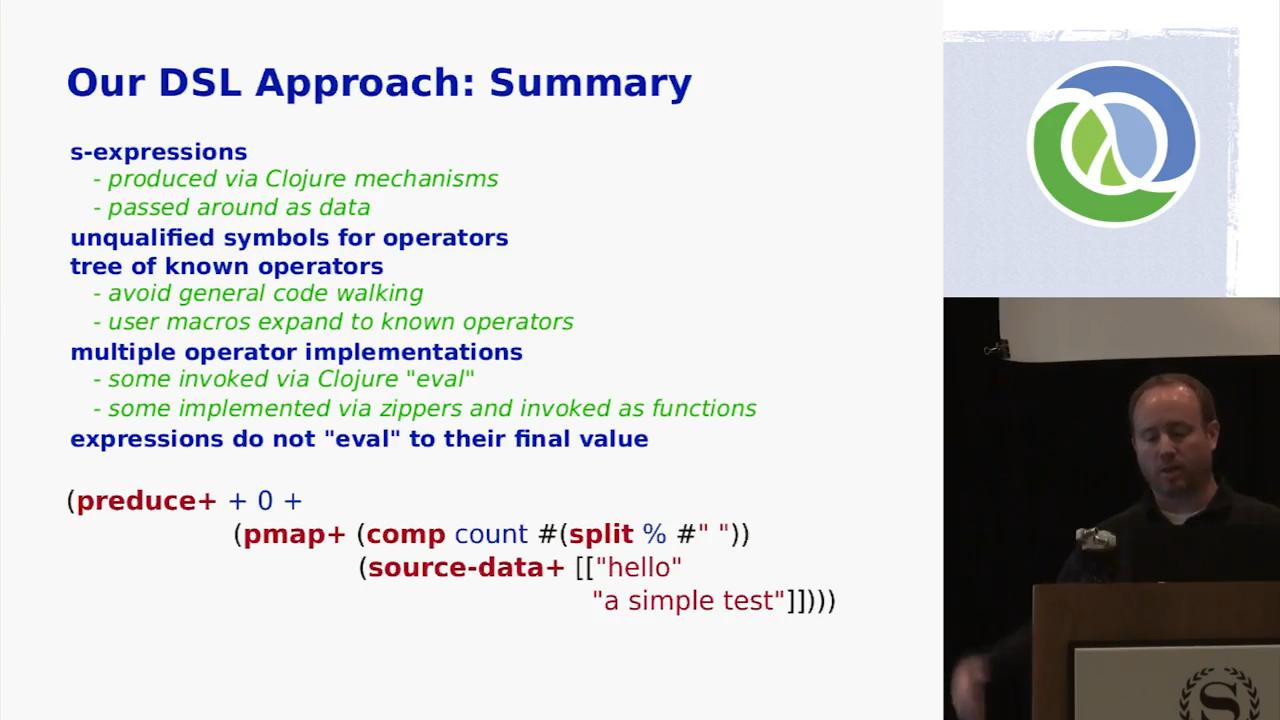 Our DSL Approach: Summary
s-expressions
- produced via Clojure mechanisms
- passed around as data
unqualified symbols for operators
tree of known operators
- avoid general code walking
- user macros expand to known operators
multiple operator implementations
- some invoked via Clojure "eval"
- some implemented via zippers and invoked as functions
expressions do not "eval" to their final value
(preduce+ + 0 +
(pmap+ (comp count #(split % #" "))
(source-data+ [["hello"
"a simple test"]])))
S